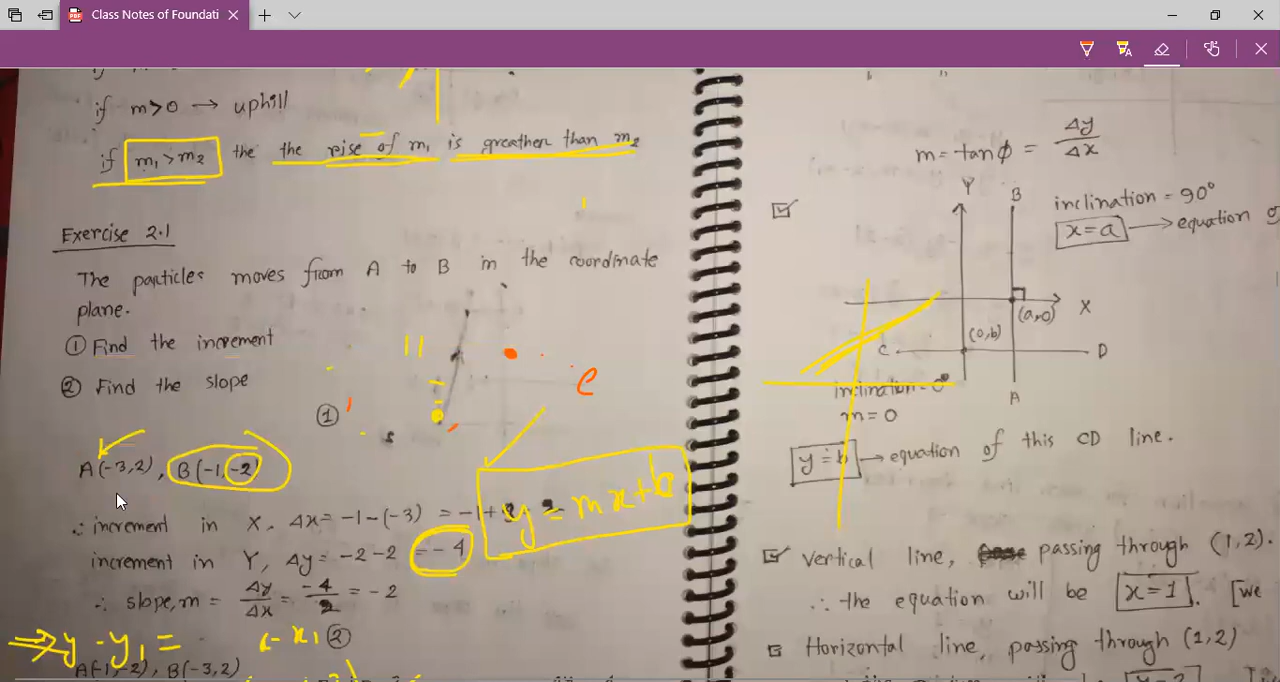 Class Notes of Foundati
if m>0 → uphill
if m₁>m₂ the the rise of m₁ is greather than m₂
Exercise 2.1
The particles moves from A to B in the coordinate
plane.
① Find the increment
② Find the slope
①
e
A(-3,2), B(-1,-2)
∴ increment in X, Δx = -1-(-3) = -1+
increment in Y, Δy = -2-2 = -4
∴ slope, m = Δy/Δx = -4/2 = -2
y = mx+b
⇒ y - y₁ =
- x₁ ②
A(-1,-2), B(-3,2)
m = tanϕ = Δy/Δx
Y
B
inclination = 90°
x=a → equation
(a,0)
X
(0,b)
C
D
A
inclination = 0°
m=0
y=b → equation of this CD line.
Vertical line, passing through (1,2).
∴ the equation will be x=1. [we
Horizontal line, passing through (1,2)